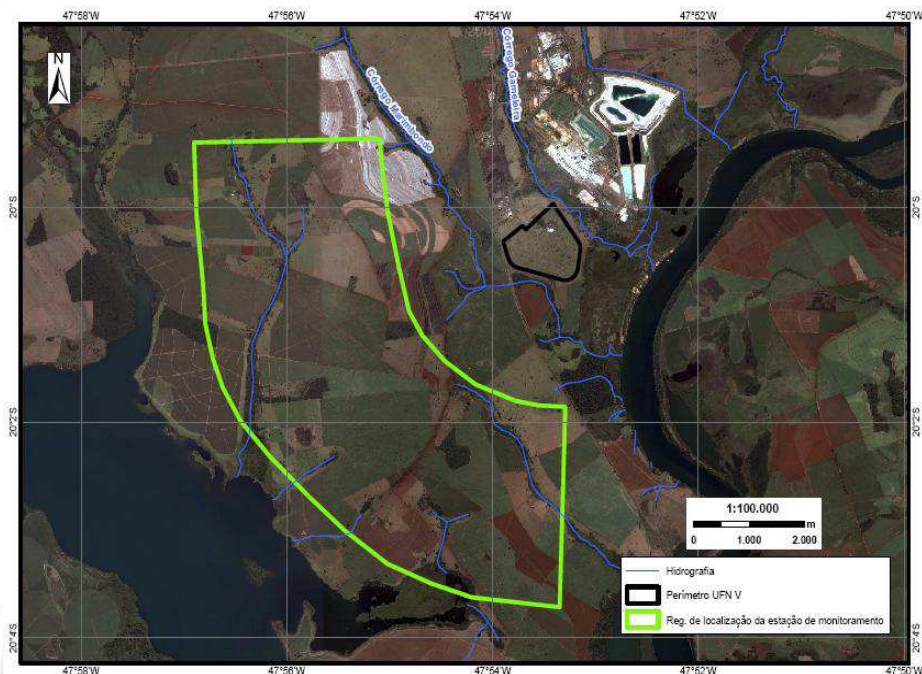 47°58'W 47°56'W 47°54'W 47°52'W 47°50'W
N
Córrego Marimbondo
Córrego Gameleira
20°S 20°S
20°2'S 20°2'S
1:100.000
m
0 1.000 2.000
Hidrografia
Perímetro UFN V
Reg. de localização da estação de monitoramento
20°4'S 20°4'S
47°58'W 47°56'W 47°54'W 47°52'W 47°50'W